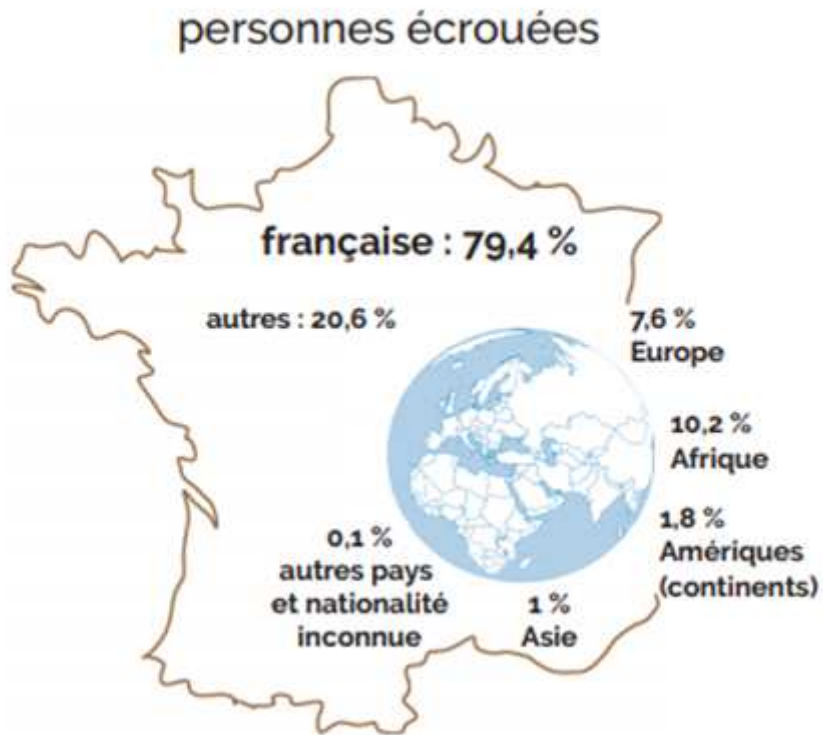 personnes écrouées
française : 79,4 %
autres : 20,6 %
7,6 %
Europe
10,2 %
Afrique
1,8 %
Amériques
(continents)
0,1 %
autres pays
et nationalité
inconnue
1 %
Asie